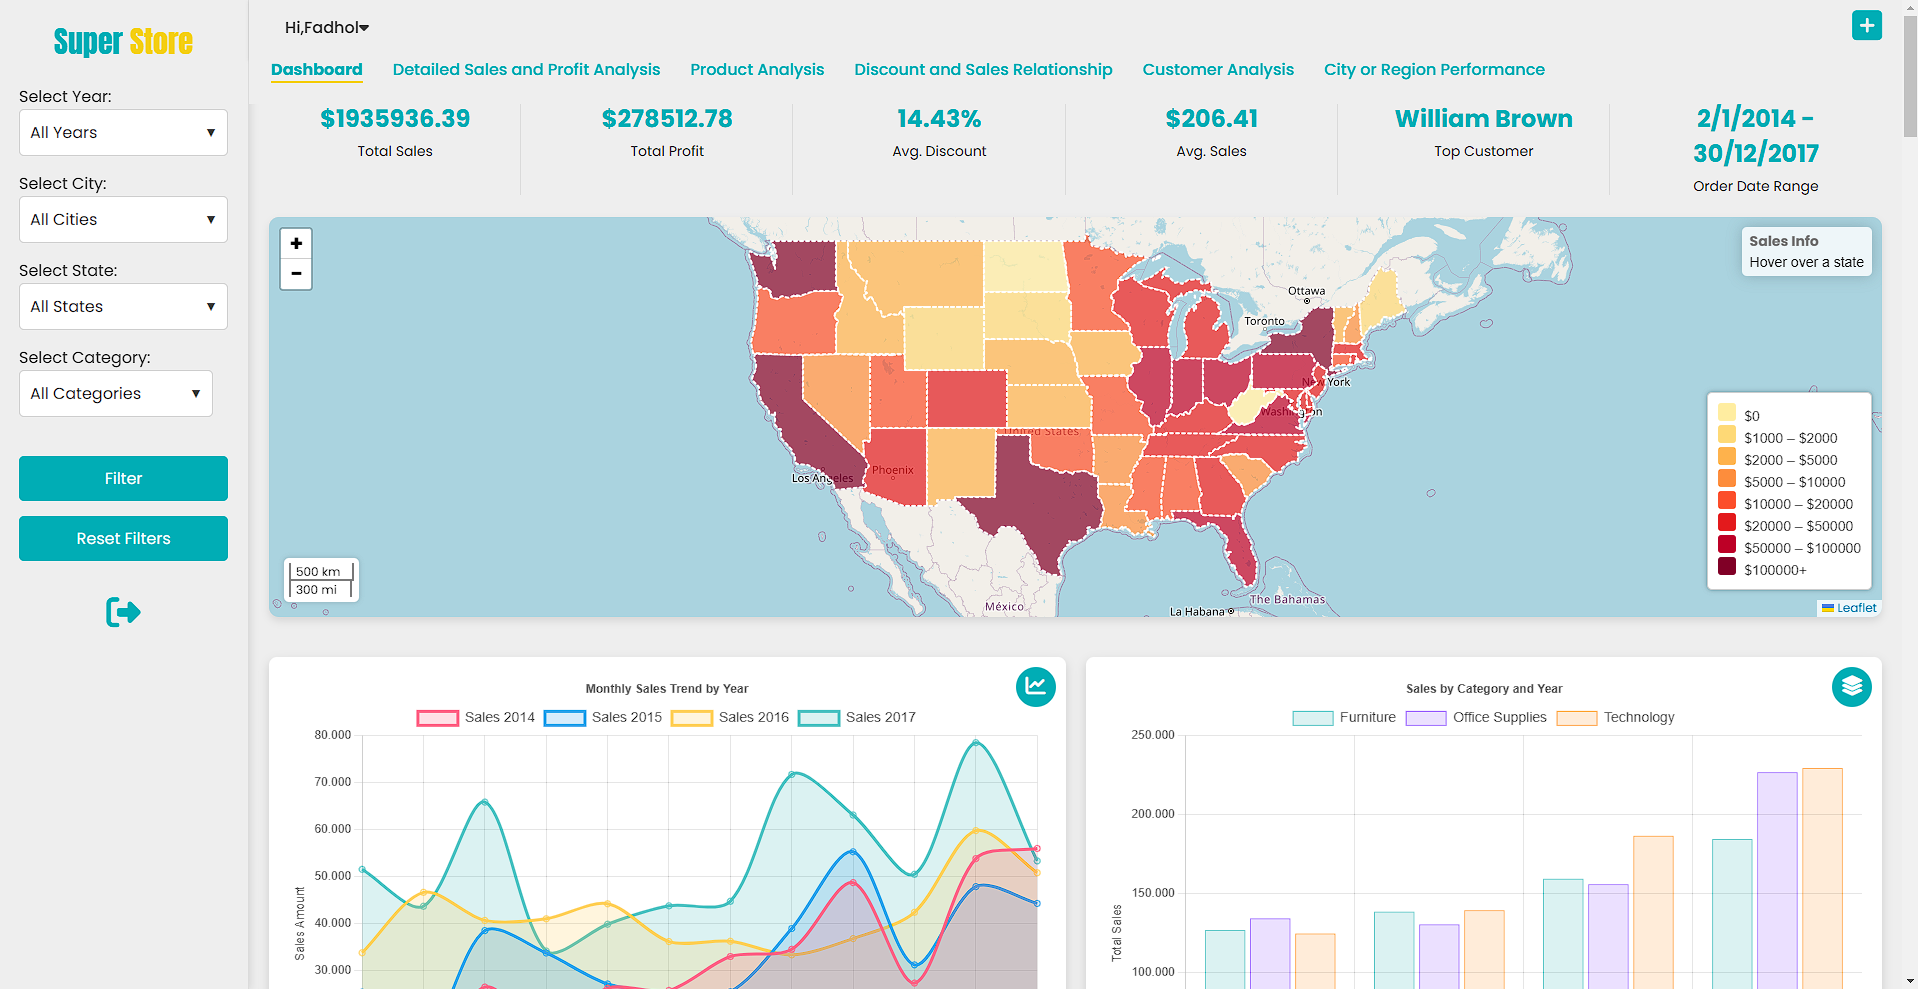 Super Store
Select Year:
All Years
Select City:
All Cities
Select State:
All States
Select Category:
All Categories
Filter
Reset Filters
Hi,Fadhol
Dashboard
Detailed Sales and Profit Analysis
Product Analysis
Discount and Sales Relationship
Customer Analysis
City or Region Performance
$1935936.39
Total Sales
$278512.78
Total Profit
14.43%
Avg. Discount
$206.41
Avg. Sales
William Brown
Top Customer
2/1/2014 -
30/12/2017
Order Date Range
+
−
Sales Info
Hover over a state
Ottawa
Toronto
New York
Washington
United States
Phoenix
Los Angeles
México
La Habana
The Bahamas
500 km
300 mi
$0
$1000 – $2000
$2000 – $5000
$5000 – $10000
$10000 – $20000
$20000 – $50000
$50000 – $100000
$100000+
Leaflet
Monthly Sales Trend by Year
Sales 2014
Sales 2015
Sales 2016
Sales 2017
80.000
70.000
60.000
50.000
40.000
30.000
Sales Amount
Sales by Category and Year
Furniture
Office Supplies
Technology
250.000
200.000
150.000
100.000
Total Sales